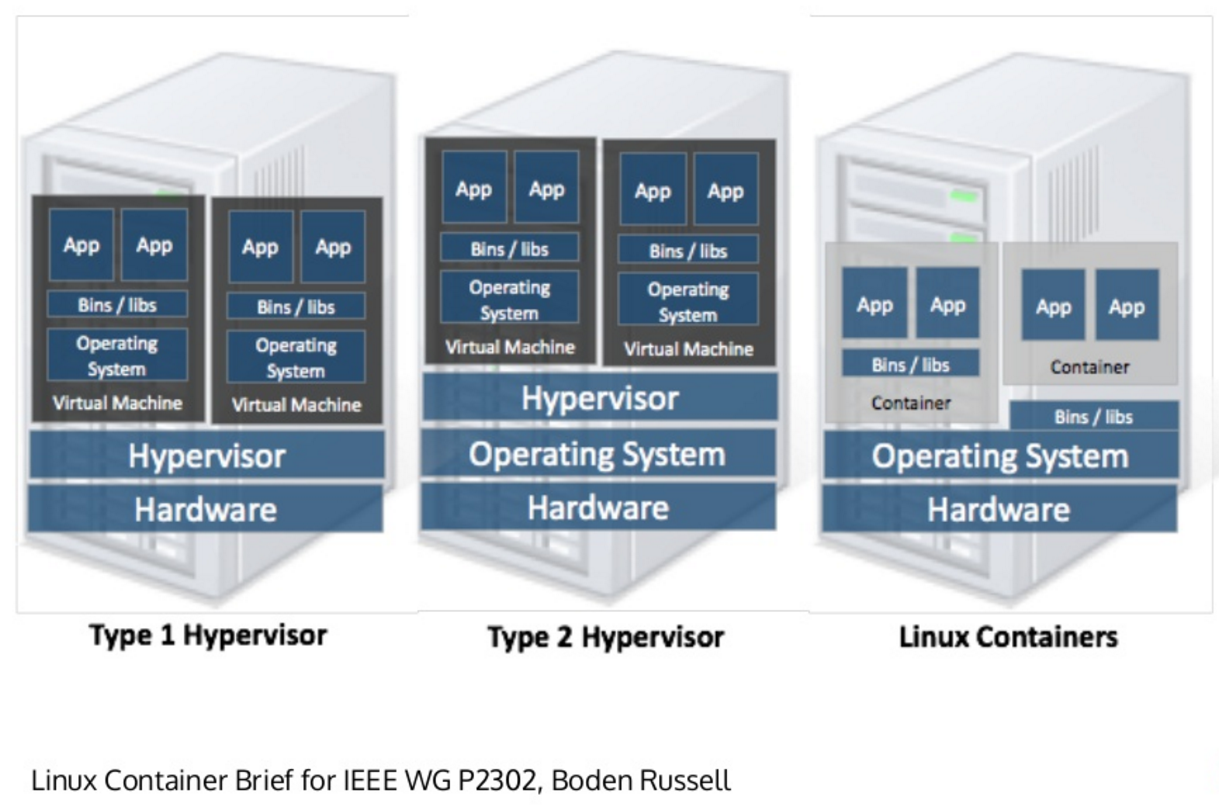 App App
Bins / libs
Operating
System
Virtual Machine
App App
Bins / libs
Operating
System
Virtual Machine
Hypervisor
Hardware
Type 1 Hypervisor
App App
Bins / libs
Operating
System
Virtual Machine
App App
Bins / libs
Operating
System
Virtual Machine
Hypervisor
Operating System
Hardware
Type 2 Hypervisor
App App
Bins / libs
Container
App App
Container
Bins / libs
Operating System
Hardware
Linux Containers
Linux Container Brief for IEEE WG P2302, Boden Russell